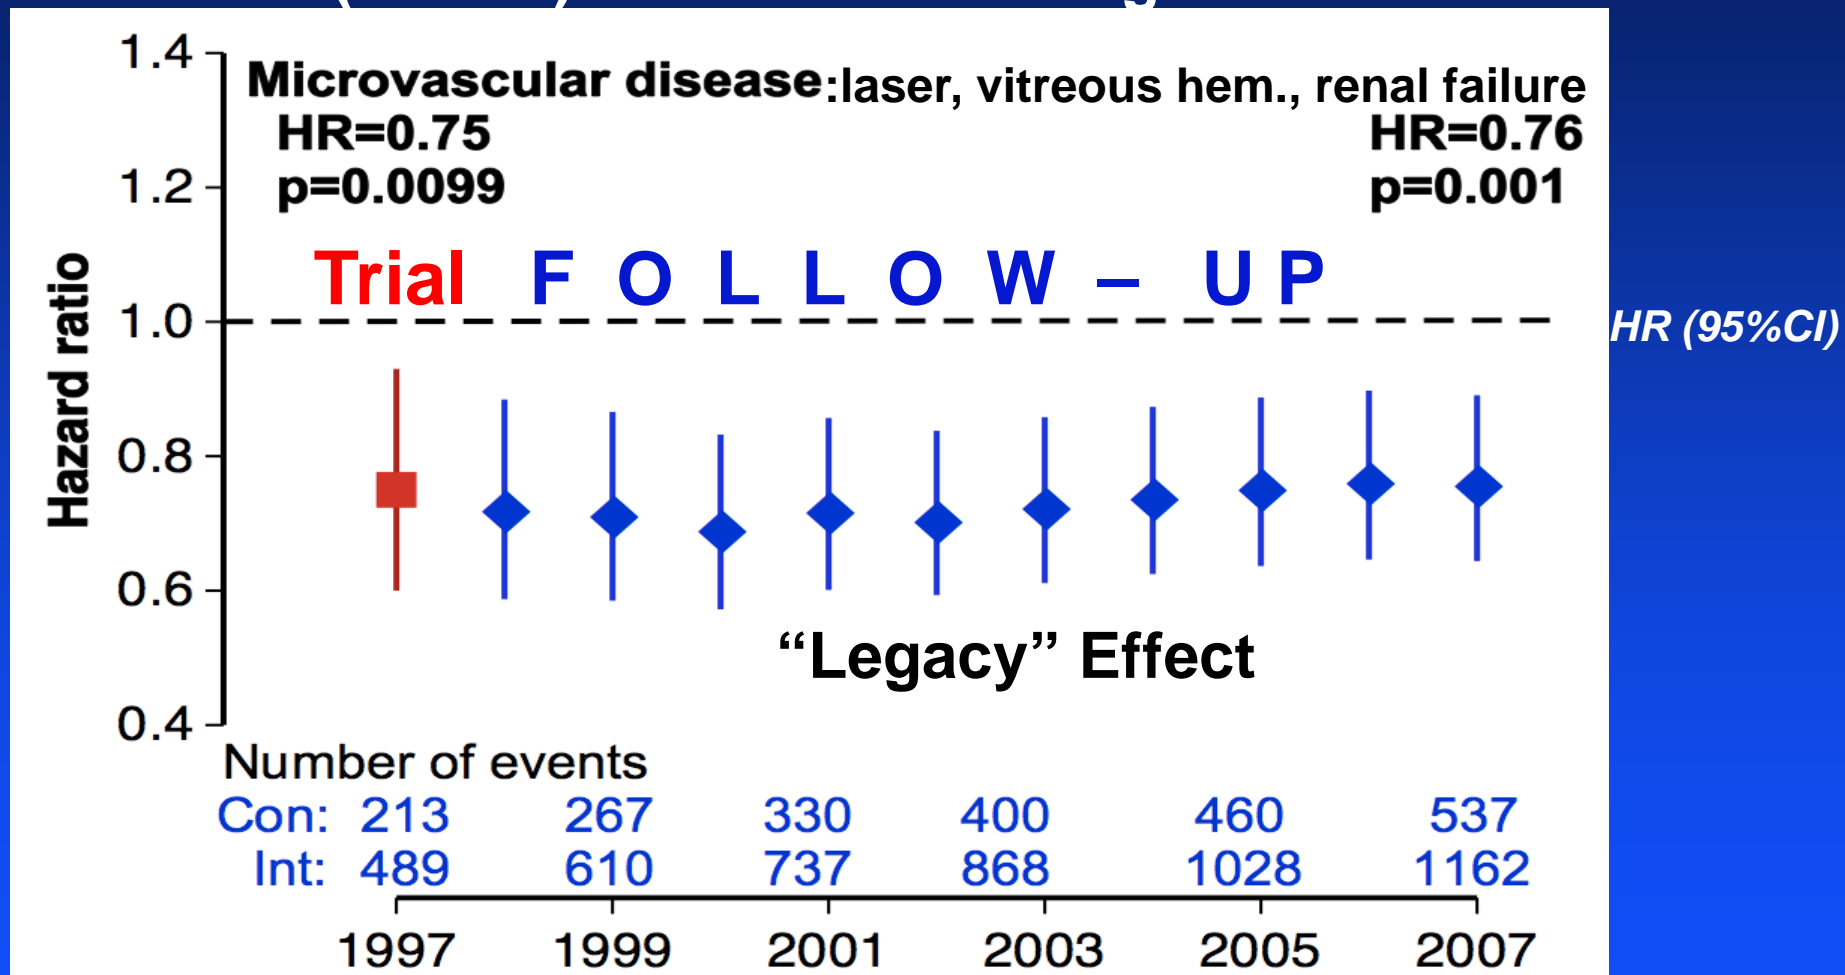 1.4
Microvascular disease:laser, vitreous hem., renal failure
HR=0.75 HR=0.76
p=0.0099 p=0.001
1.2
Trial F O L L O W – U P
1.0
HR (95%CI)
Hazard ratio
0.8
0.6
“Legacy” Effect
0.4
Number of events
Con: 213 267 330 400 460 537
Int: 489 610 737 868 1028 1162
1997 1999 2001 2003 2005 2007